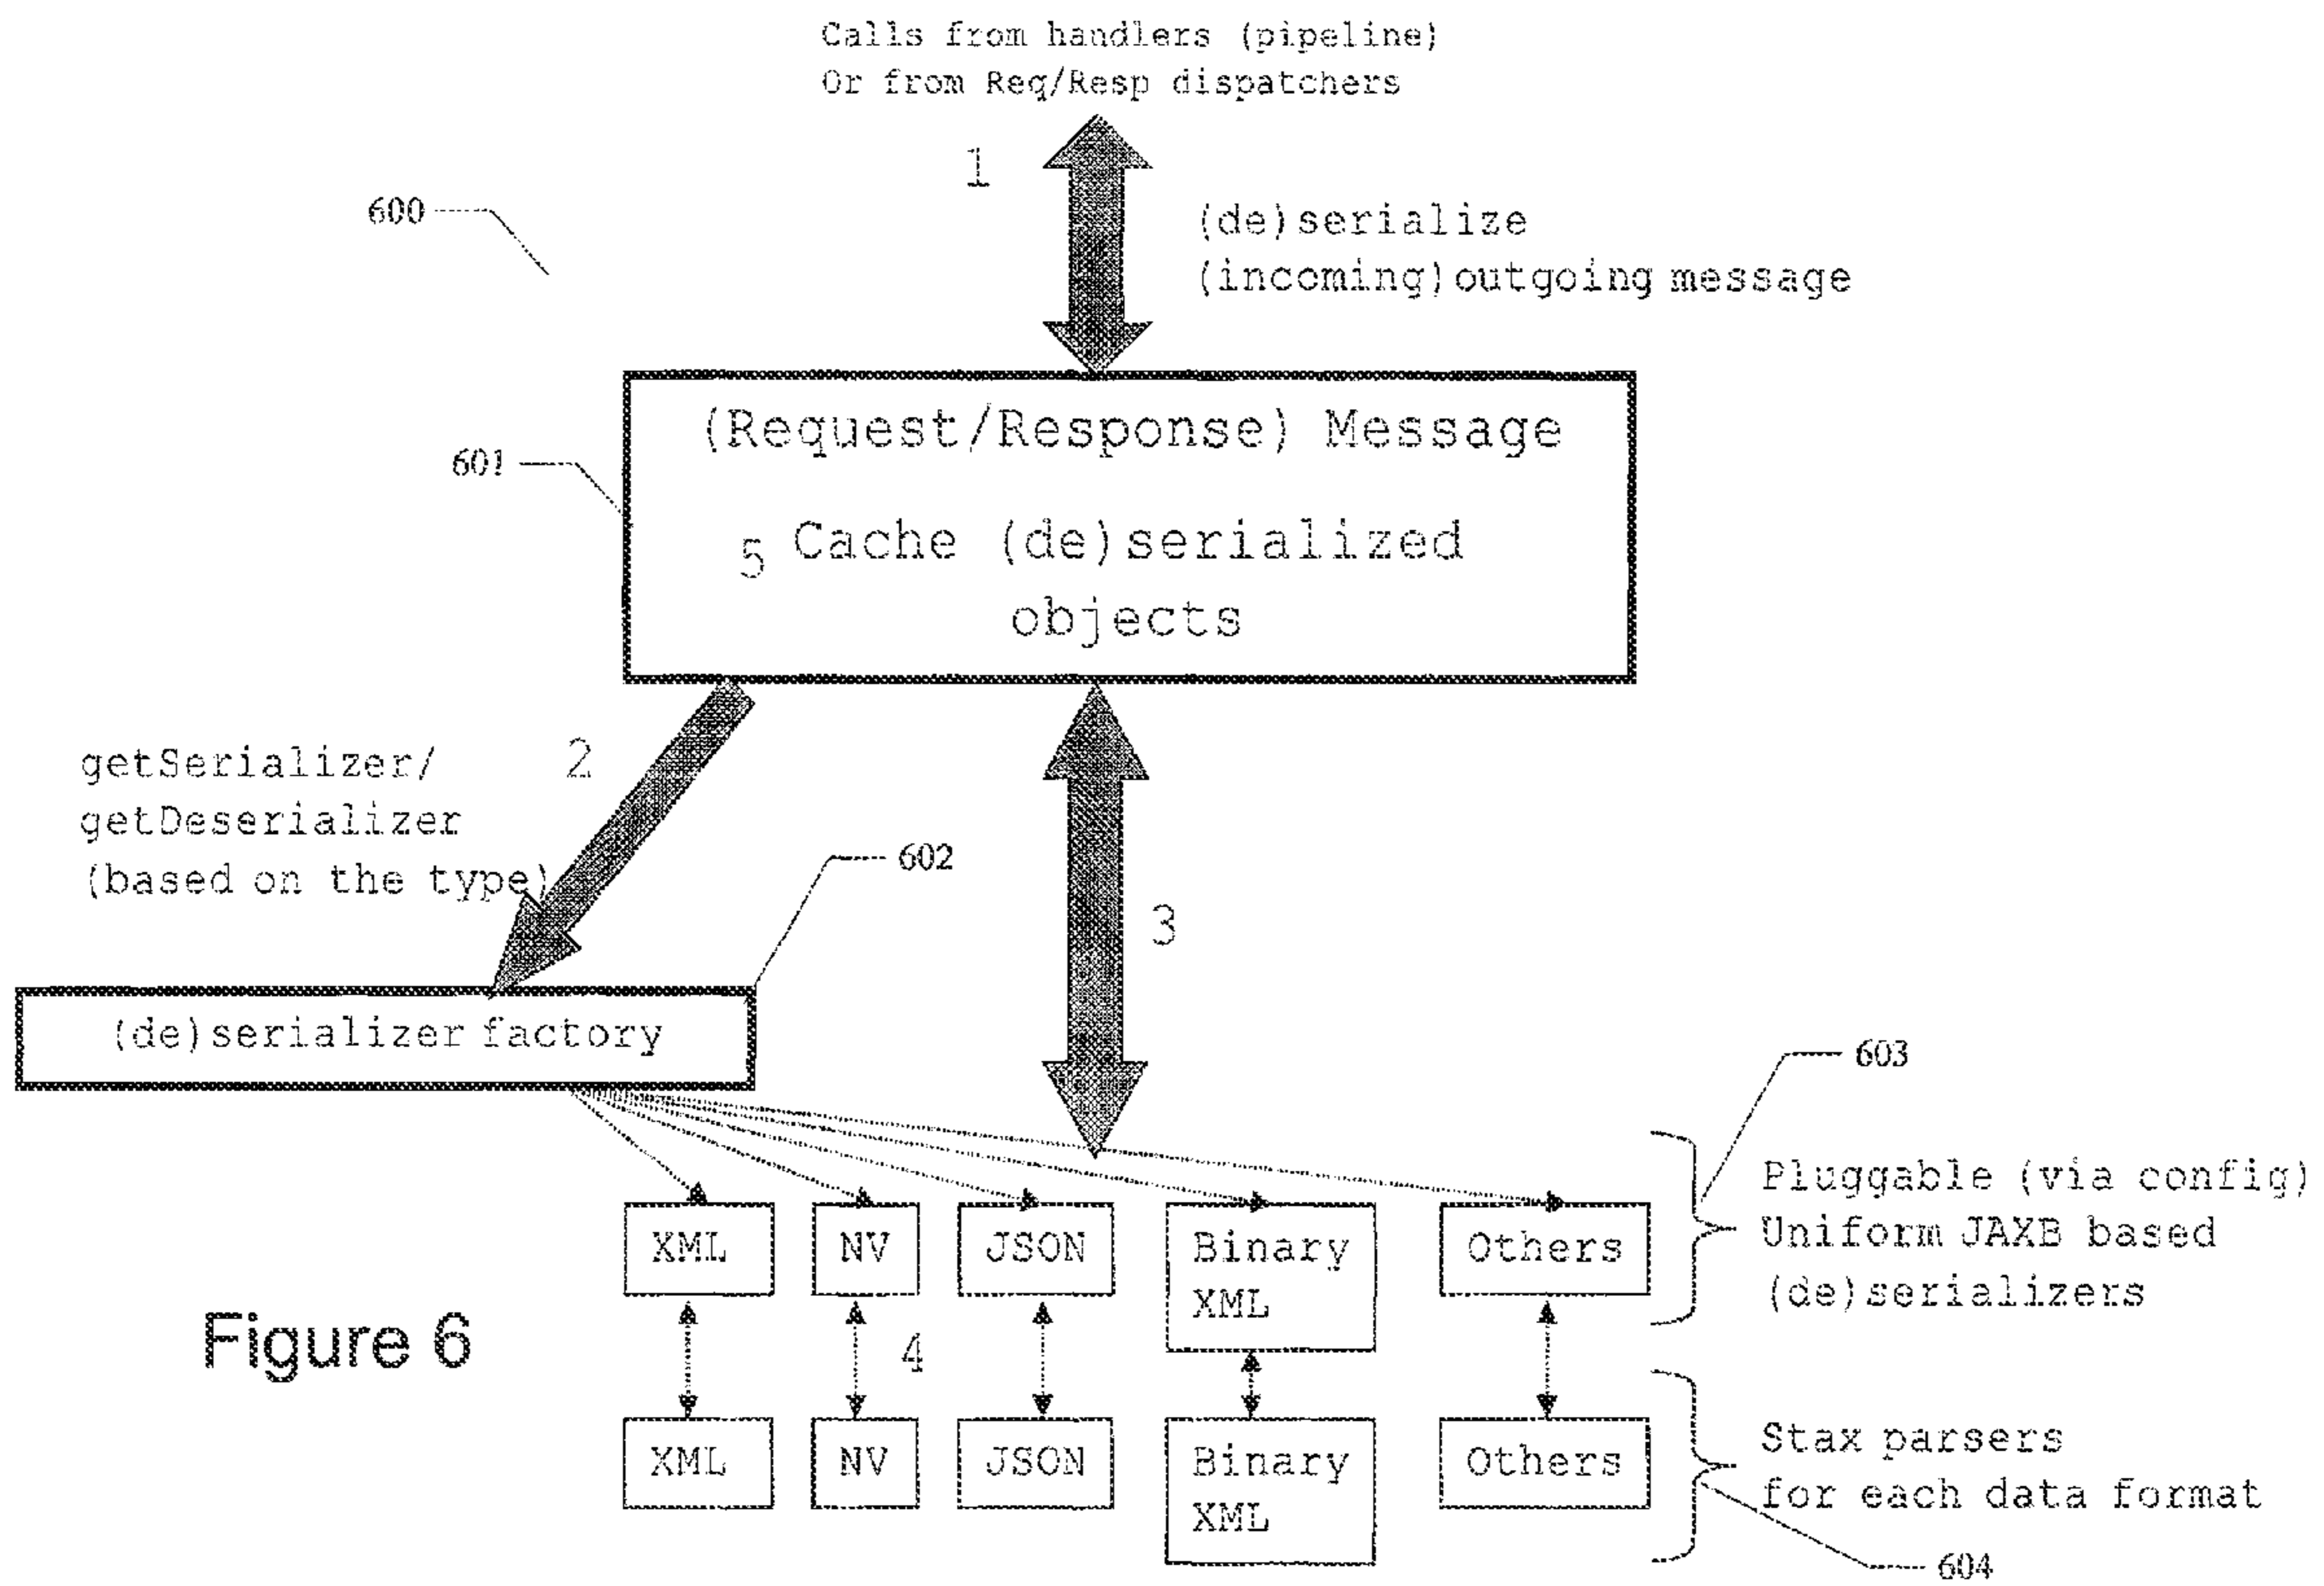 Calls from handlers (pipeline)
Or from Req/Resp dispatchers
1
600
(de)serialize
(incoming)outgoing message
(Request/Response) Message
601
5 Cache (de)serialized
objects
2
getSerializer/
getDeserializer
(based on the type)
602
3
(de)serializer factory
603
Pluggable (via config)
Uniform JAXB based
(de)serializers
XML
NV
JSON
Binary
XML
Others
Figure 6
4
XML
NV
JSON
Binary
XML
Others
Stax parsers
for each data format
604